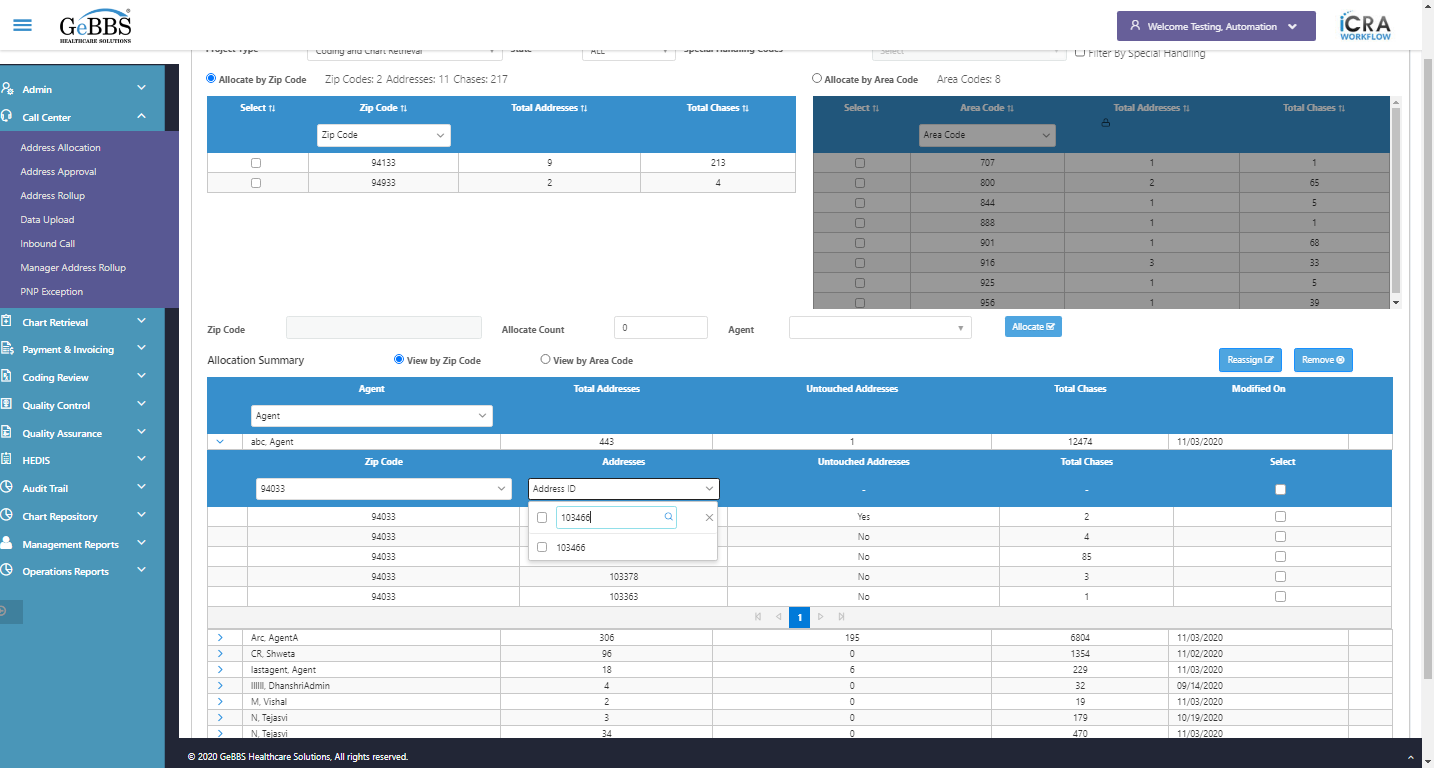 GeBBS
HEALTHCARE SOLUTIONS
Welcome Testing, Automation
iCRA
WORKFLOW
Project Type Coding and Chart Retrieval State ALL Special Handling Codes Select Filter By Special Handling
Allocate by Zip Code Zip Codes: 2 Addresses: 11 Chases: 217
Allocate by Area Code Area Codes: 8
Select Zip Code Total Addresses Total Chases
Zip Code
94133 9 213
94933 2 4
Select Area Code Total Addresses Total Chases
Area Code
707 1 1
800 2 65
844 1 5
888 1 1
901 1 68
916 3 33
925 1 5
956 1 39
Admin
Call Center
Address Allocation
Address Approval
Address Rollup
Data Upload
Inbound Call
Manager Address Rollup
PNP Exception
Chart Retrieval
Payment & Invoicing
Coding Review
Quality Control
Quality Assurance
HEDIS
Audit Trail
Chart Repository
Management Reports
Operations Reports
Zip Code Allocate Count 0 Agent Allocate
Allocation Summary View by Zip Code View by Area Code Reassign Remove
Agent Total Addresses Untouched Addresses Total Chases Modified On
Agent
abc, Agent 443 1 12474 11/03/2020
Zip Code Addresses Untouched Addresses Total Chases Select
94033 Address ID - -
103466
103466
94033 Yes 2
94033 No 4
94033 No 85
94033 103378 No 3
94033 103363 No 1
1
Arc, AgentA 306 195 6804 11/03/2020
CR, Shweta 96 0 1354 11/02/2020
lastagent, Agent 18 6 229 11/03/2020
llllll, DhanshriAdmin 4 0 32 09/14/2020
M, Vishal 2 0 19 11/03/2020
N, Tejasvi 3 0 179 10/19/2020
N, Tejasvi 34 0 470 11/03/2020
© 2020 GeBBS Healthcare Solutions, All rights reserved.